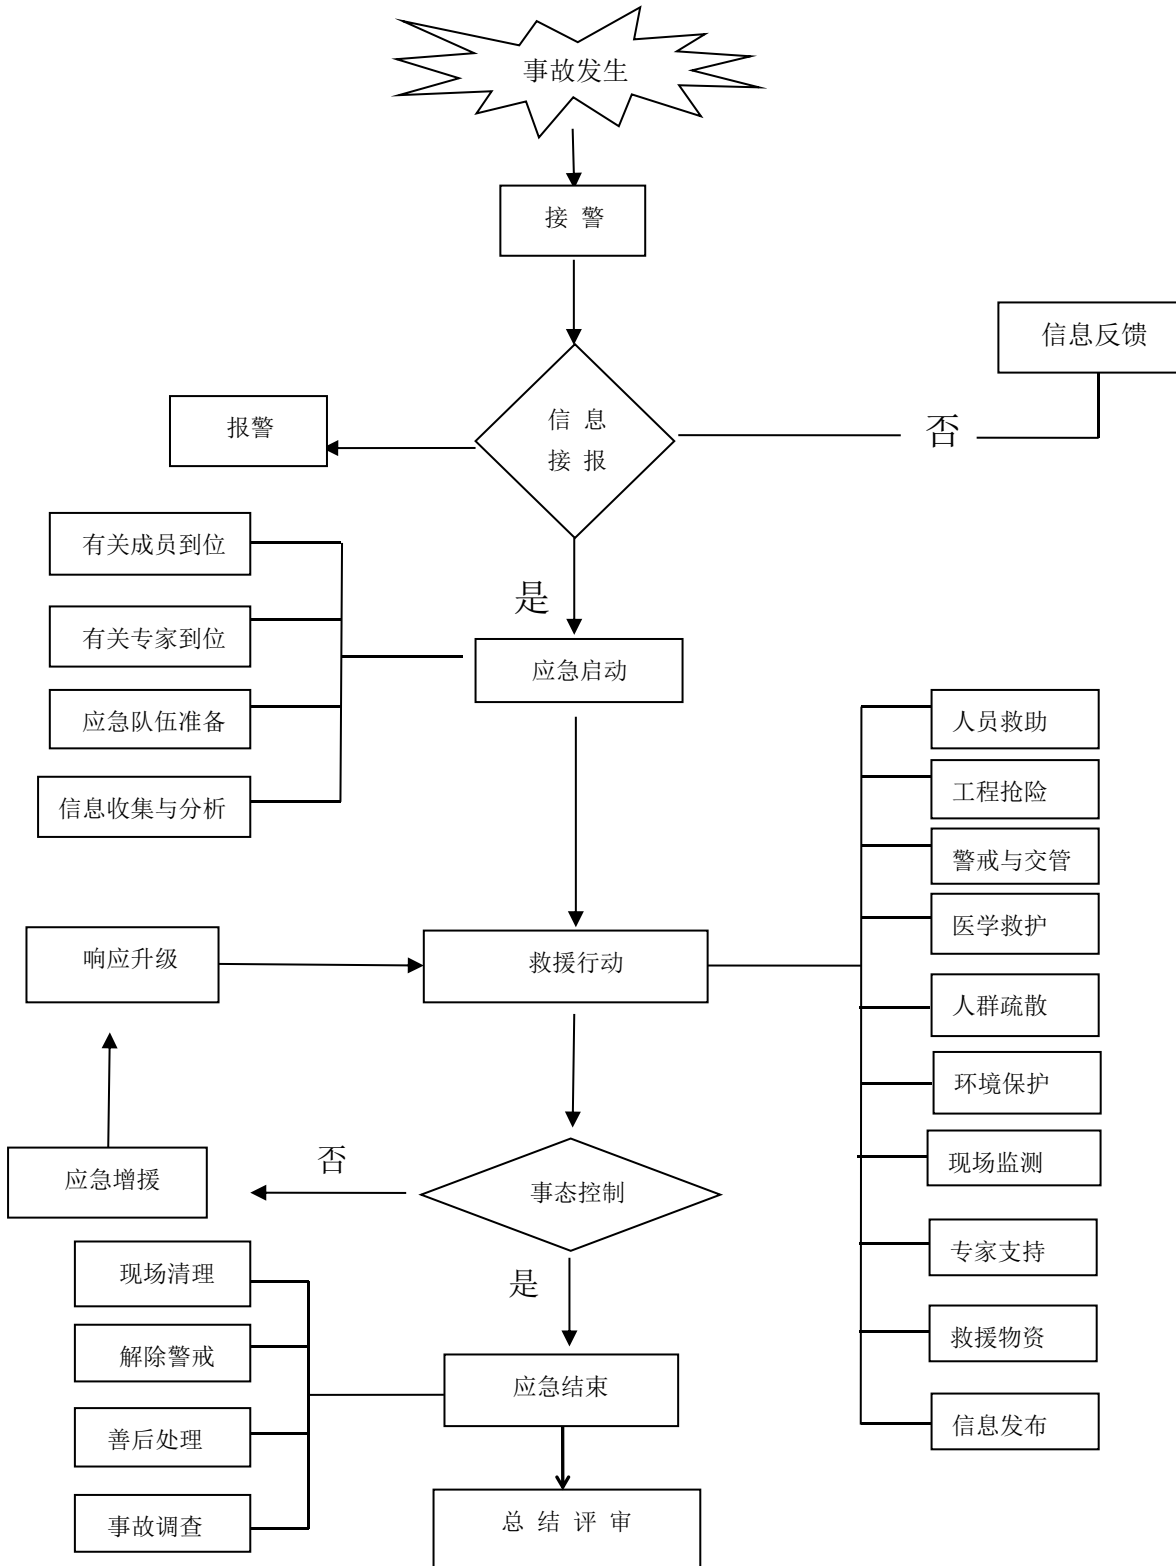 事故发生
接 警
信息反馈
信 息
接 报
报警
否
有关成员到位
是
有关专家到位
应急启动
应急队伍准备
信息收集与分析
人员救助
工程抢险
警戒与交管
医学救护
响应升级
救援行动
人群疏散
环境保护
现场监测
否
应急增援
事态控制
专家支持
现场清理
是
救援物资
解除警戒
应急结束
信息发布
善后处理
总 结 评 审
事故调查